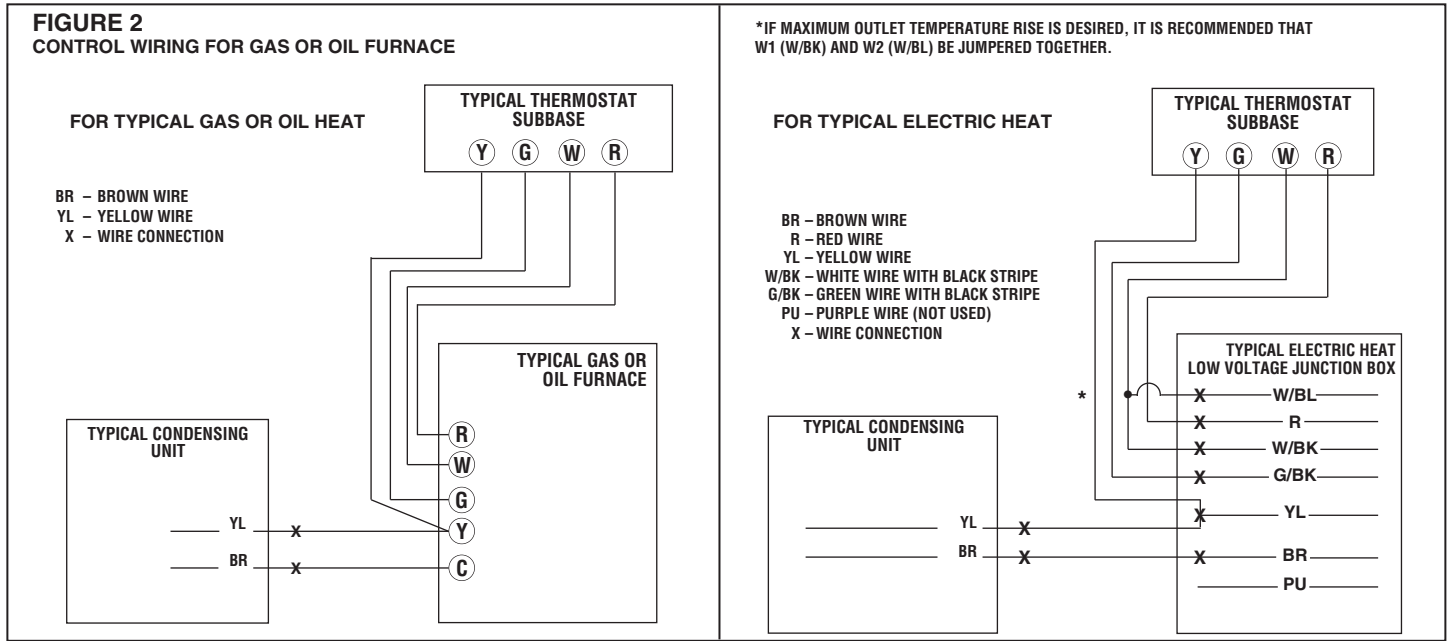 FIGURE 2
CONTROL WIRING FOR GAS OR OIL FURNACE
FOR TYPICAL GAS OR OIL HEAT
TYPICAL THERMOSTAT
SUBBASE
Y G W R
BR – BROWN WIRE
YL – YELLOW WIRE
X – WIRE CONNECTION
TYPICAL GAS OR
OIL FURNACE
R
W
G
Y
C
TYPICAL CONDENSING
UNIT
YL X
BR X
*IF MAXIMUM OUTLET TEMPERATURE RISE IS DESIRED, IT IS RECOMMENDED THAT
W1 (W/BK) AND W2 (W/BL) BE JUMPERED TOGETHER.
FOR TYPICAL ELECTRIC HEAT
TYPICAL THERMOSTAT
SUBBASE
Y G W R
BR – BROWN WIRE
R – RED WIRE
YL – YELLOW WIRE
W/BK – WHITE WIRE WITH BLACK STRIPE
G/BK – GREEN WIRE WITH BLACK STRIPE
PU – PURPLE WIRE (NOT USED)
X – WIRE CONNECTION
TYPICAL ELECTRIC HEAT
LOW VOLTAGE JUNCTION BOX
* X W/BL
X R
X W/BK
X G/BK
X YL
X BR
PU
TYPICAL CONDENSING
UNIT
YL X
BR X